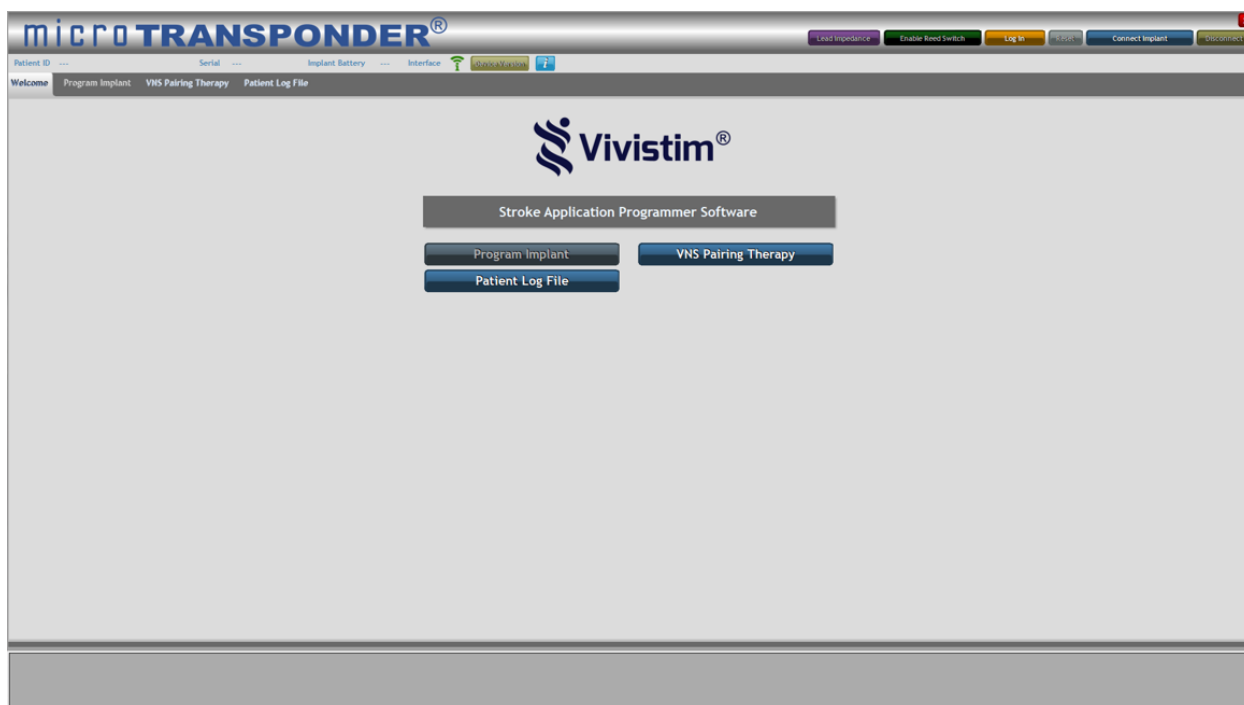 microTRANSPONDER®
Lead Impedance Enable Reed Switch Log In Reset Connect Implant Disconnect
Patient ID ---- Serial --- Implant Battery --- Interface
Welcome Program Implant VNS Pairing Therapy Patient Log File
Vivistim®
Stroke Application Programmer Software
Program Implant VNS Pairing Therapy
Patient Log File